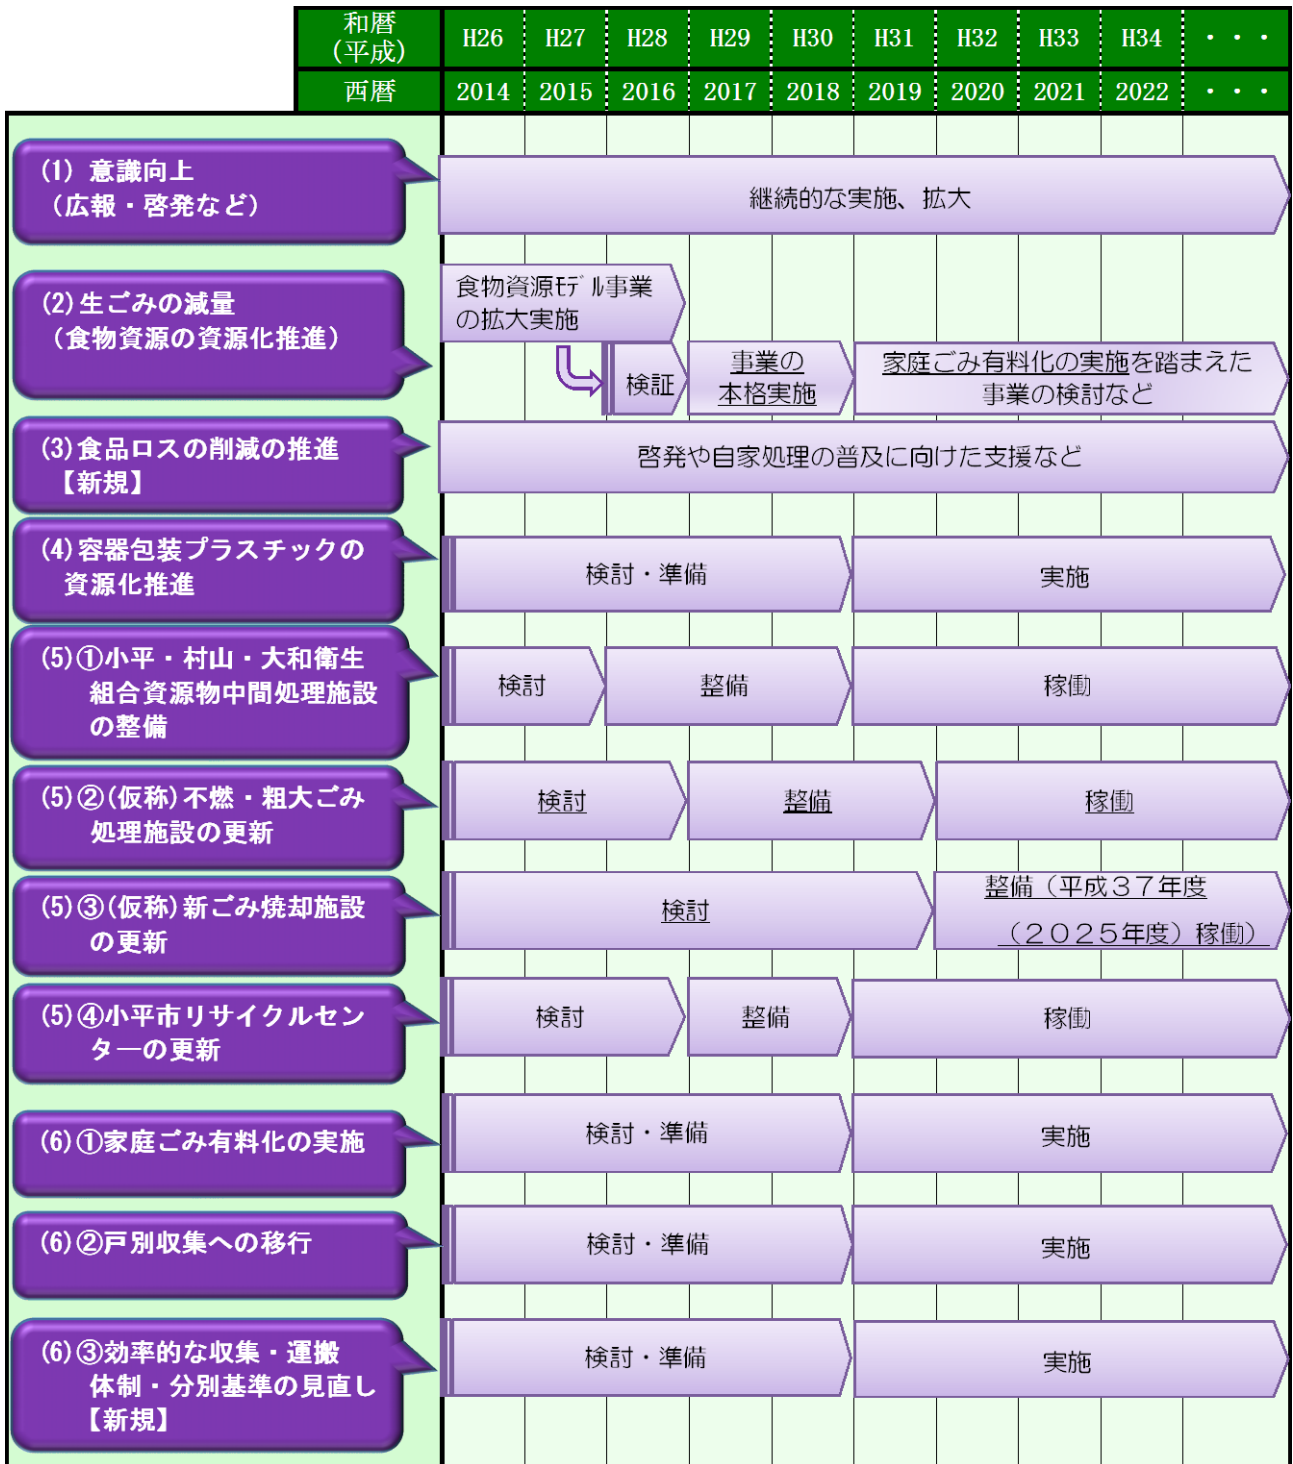 和暦
(平成)
H26 H27 H28 H29 H30 H31 H32 H33 H34 ・・・
西暦
2014 2015 2016 2017 2018 2019 2020 2021 2022 ・・・
(1) 意識向上
（広報・啓発など）
継続的な実施、拡大
(2)生ごみの減量
（食物資源の資源化推進）
食物資源ﾓﾃﾞﾙ事業
の拡大実施
検証
事業の
本格実施
家庭ごみ有料化の実施を踏まえた
事業の検討など
(3)食品ロスの削減の推進
【新規】
啓発や自家処理の普及に向けた支援など
(4)容器包装プラスチックの
資源化推進
検討・準備
実施
(5)①小平・村山・大和衛生
組合資源物中間処理施設
の整備
検討
整備
稼働
(5)②(仮称)不燃・粗大ごみ
処理施設の更新
検討
整備
稼働
(5)③(仮称)新ごみ焼却施設
の更新
検討
整備（平成３７年度
（２０２５年度）稼働）
(5)④小平市リサイクルセン
ターの更新
検討
整備
稼働
(6)①家庭ごみ有料化の実施
検討・準備
実施
(6)②戸別収集への移行
検討・準備
実施
(6)③効率的な収集・運搬
体制・分別基準の見直し
【新規】
検討・準備
実施